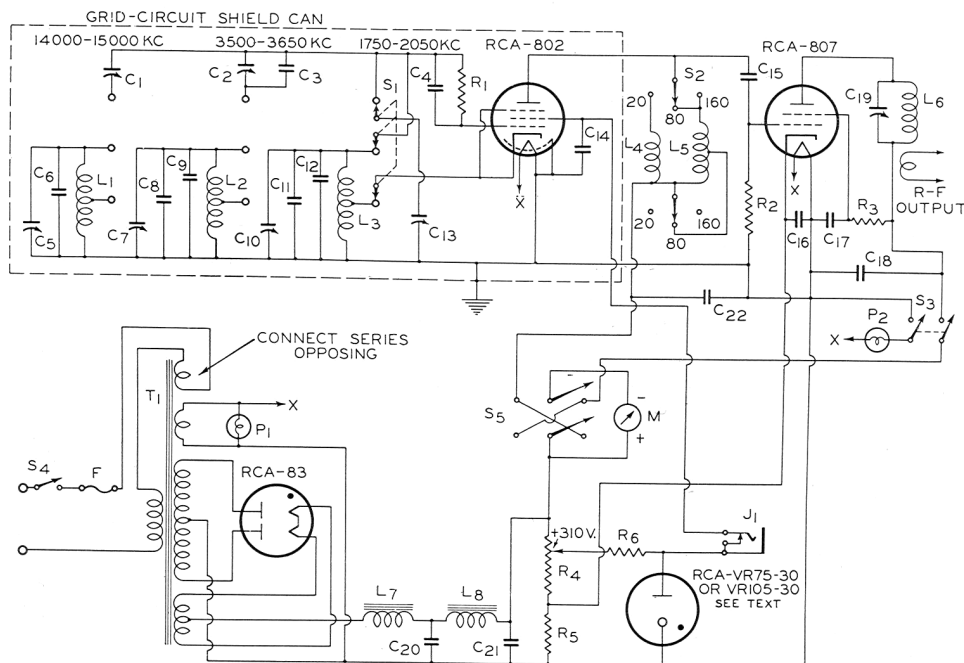 GRID-CIRCUIT SHIELD CAN
14000-15000 KC
3500-3650 KC
1750-2050 KC
RCA-802
RCA-807
C1
C2
C3
C4
R1
S1
S2
C15
C19
L6
20
160
80
C14
L4
L5
C6
L1
C9
C8
L2
C12
C11
L3
X
X
R2
R-F
OUTPUT
C5
C7
C10
C13
20
160
80
C16
C17
R3
C18
C22
S3
P2
X
CONNECT SERIES
OPPOSING
T1
X
P1
S5
-
-
M
+
S4
F
RCA-83
+310V.
R4
R6
J1
RCA-VR75-30
OR VR105-30
SEE TEXT
L7
L8
R5
C20
C21